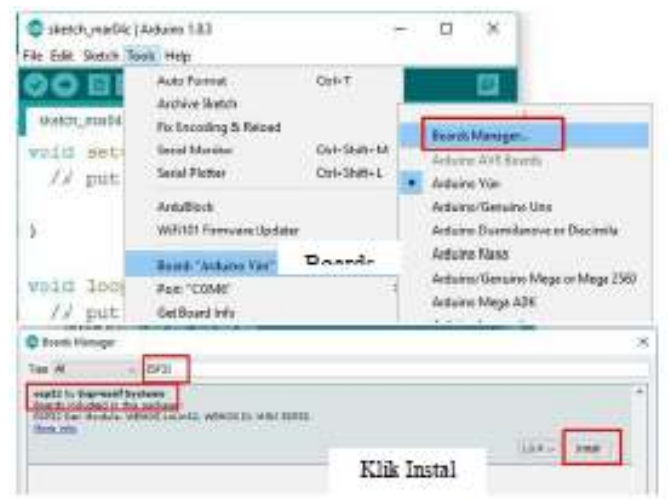 sketch_mar04c | Arduino 1.8.3
File Edit Sketch Tools Help
Auto Format Ctrl+T
Archive Sketch
Fix Encoding & Reload
Serial Monitor Ctrl+Shift+M
Serial Plotter Ctrl+Shift+L
ArduBlock
WiFi101 Firmware Updater
Board: "Arduino Yún"
Boards
Port: "COM6"
Get Board Info
sketch_mar04
void set
// put
}
void loop
// put
Boards Manager...
Arduino AVR Boards
Arduino Yún
Arduino/Genuino Uno
Arduino Duemilanove or Diecimila
Arduino Nano
Arduino/Genuino Mega or Mega 2560
Arduino Mega ADK
Boards Manager
Type All ESP32
esp32 by Espressif Systems
Boards included in this package:
More info
Install
Klik Instal